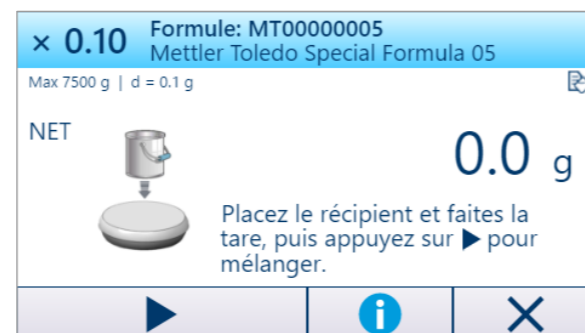 × 0.10
Formule: MT00000005
Mettler Toledo Special Formula 05
Max 7500 g | d = 0.1 g
NET
0.0 g
Placez le récipient et faites la
tare, puis appuyez sur ▶ pour
mélanger.